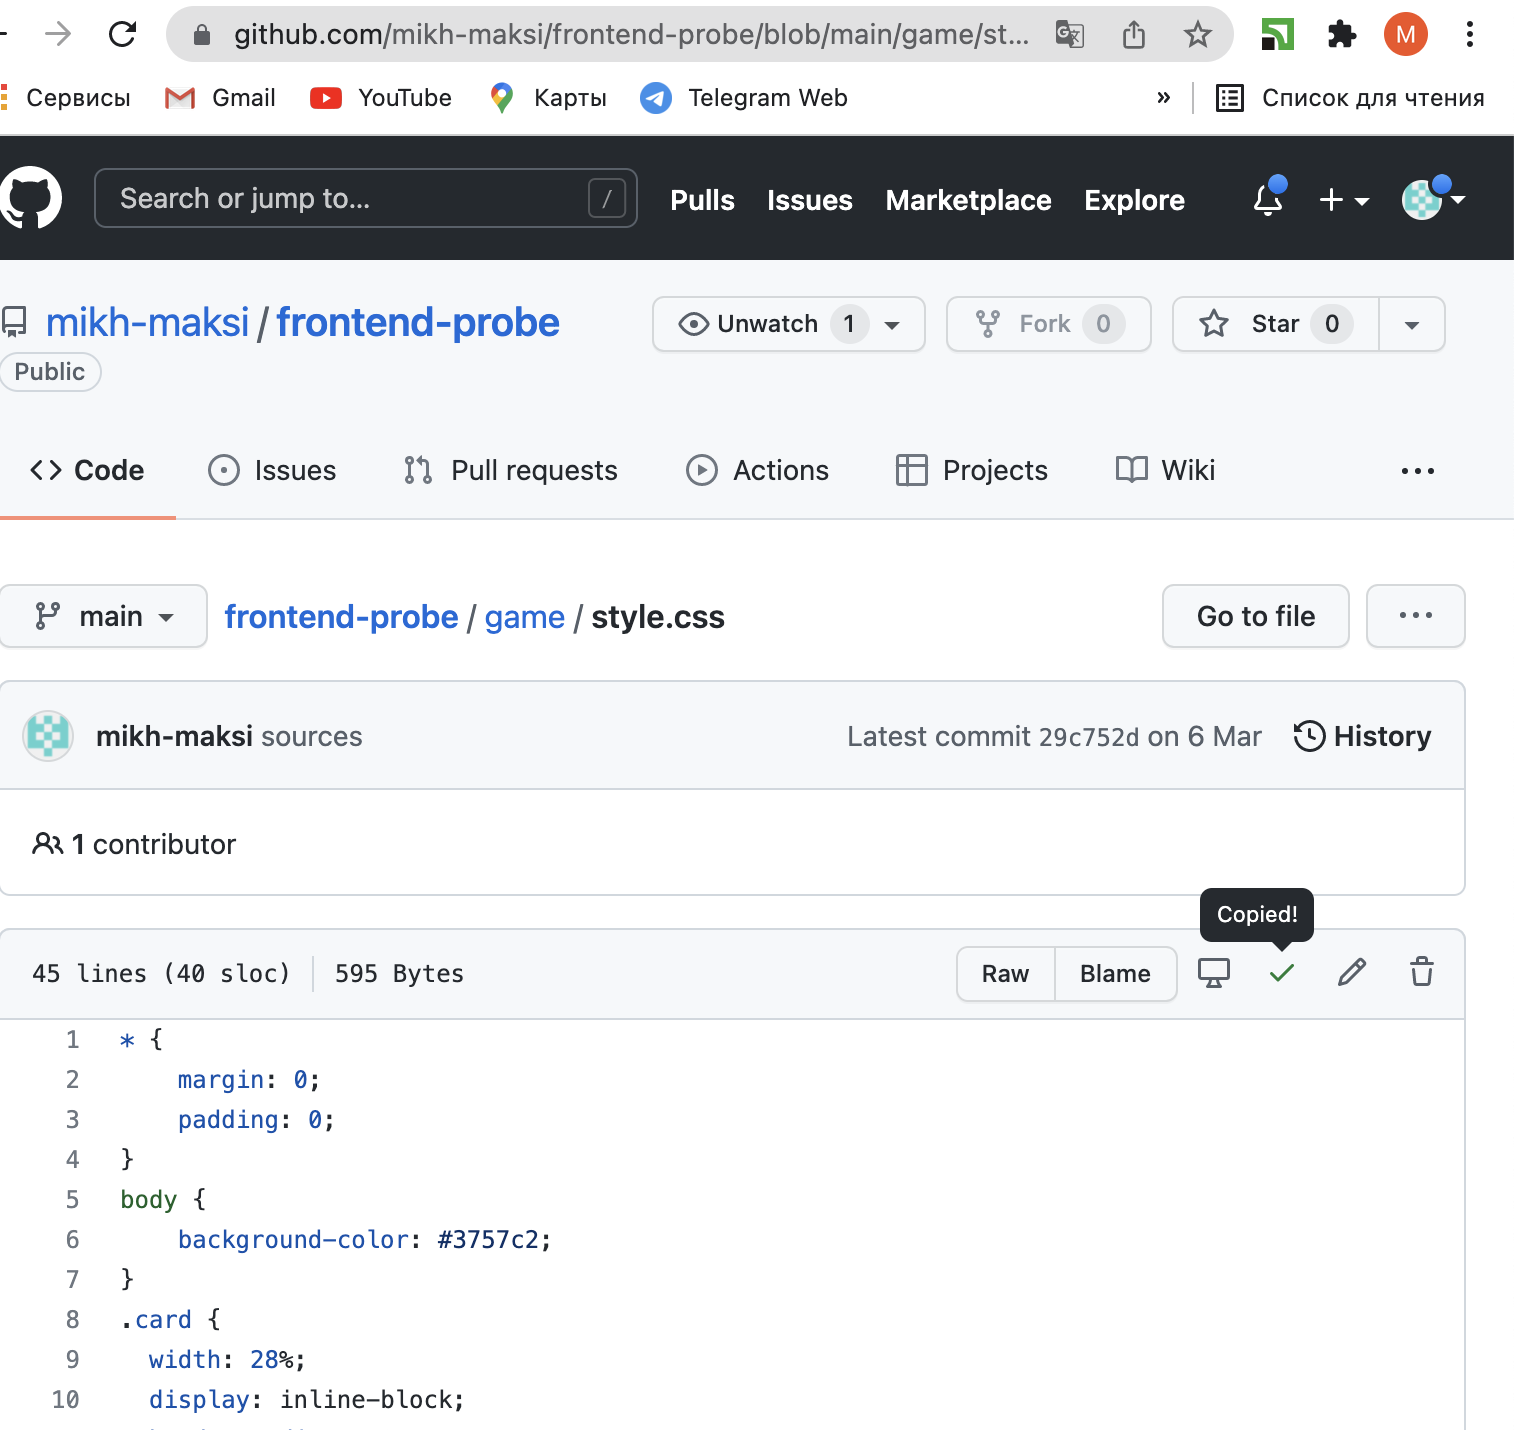 github.com/mikh-maksi/frontend-probe/blob/main/game/st...
M
Сервисы Gmail YouTube Карты Telegram Web » Список для чтения
Search or jump to... / Pulls Issues Marketplace Explore
mikh-maksi / frontend-probe Unwatch 1 Fork 0 Star 0
Public
Code Issues Pull requests Actions Projects Wiki ...
main frontend-probe / game / style.css Go to file ...
mikh-maksi sources Latest commit 29c752d on 6 Mar History
1 contributor
Copied!
45 lines (40 sloc) 595 Bytes Raw Blame
1 * {
2 margin: 0;
3 padding: 0;
4 }
5 body {
6 background-color: #3757c2;
7 }
8 .card {
9 width: 28%;
10 display: inline-block;